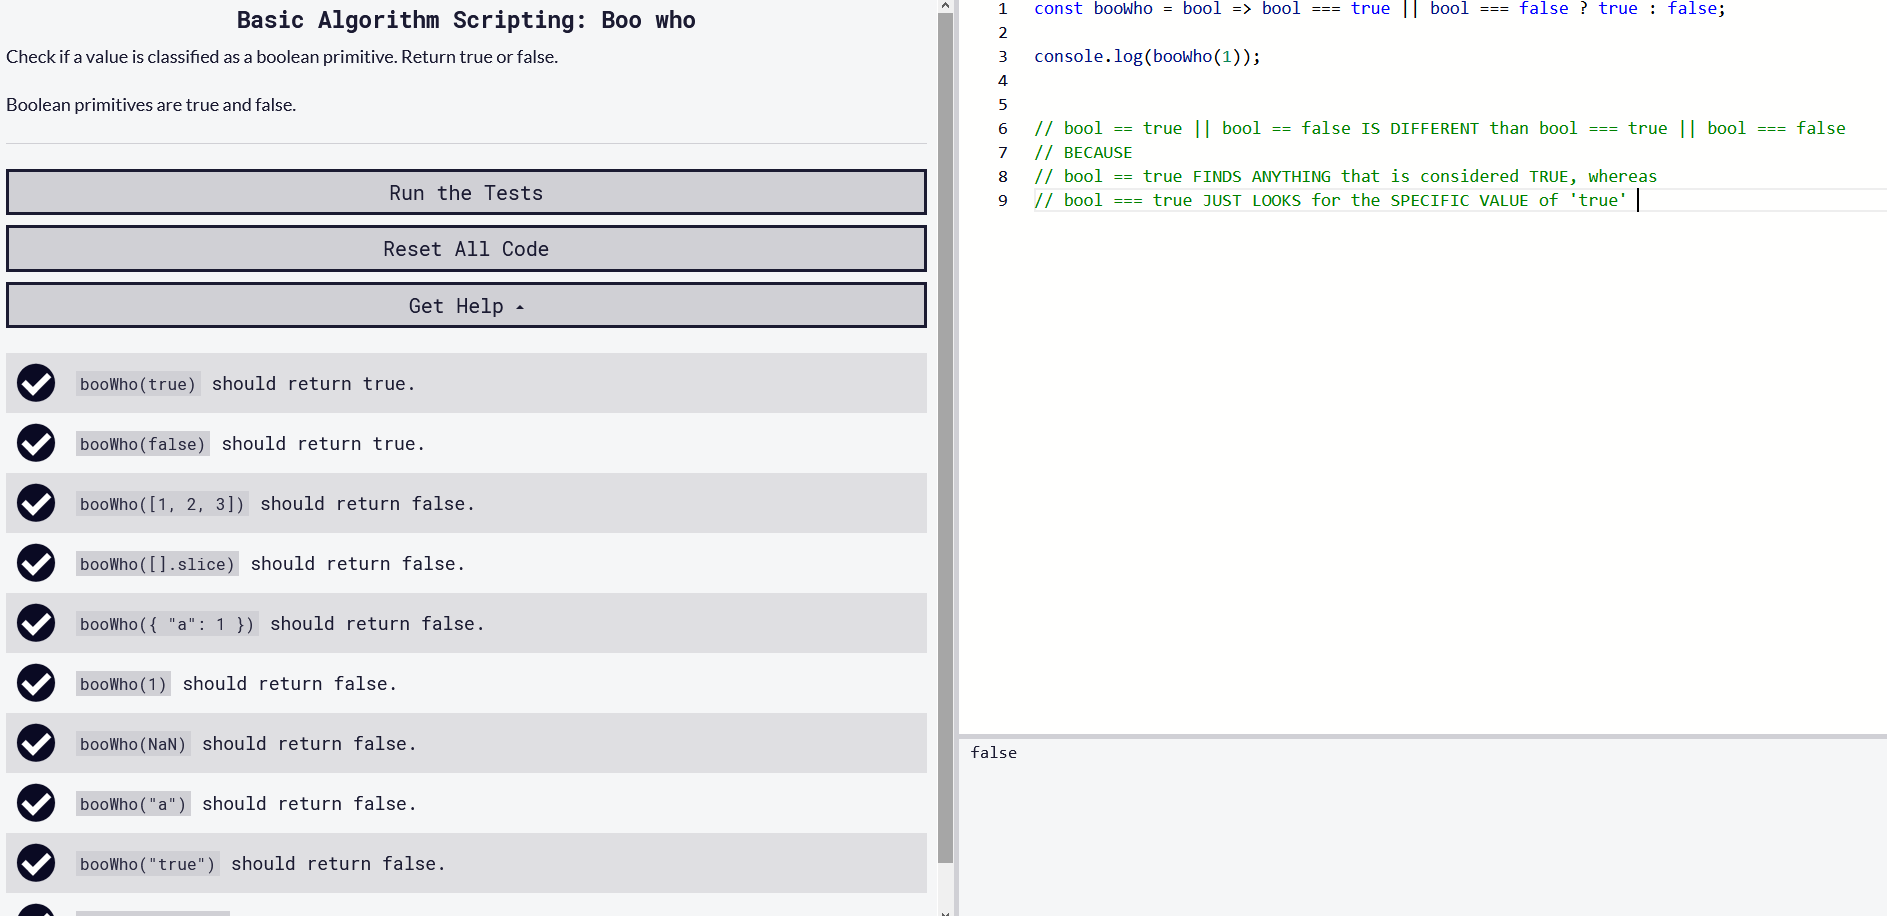 Basic Algorithm Scripting: Boo who
Check if a value is classified as a boolean primitive. Return true or false.
Boolean primitives are true and false.
Run the Tests
Reset All Code
Get Help
booWho(true) should return true.
booWho(false) should return true.
booWho([1, 2, 3]) should return false.
booWho([].slice) should return false.
booWho({ "a": 1 }) should return false.
booWho(1) should return false.
booWho(NaN) should return false.
booWho("a") should return false.
booWho("true") should return false.
1 const booWho = bool => bool === true || bool === false ? true : false;
2
3 console.log(booWho(1));
4
5
6 // bool == true || bool == false IS DIFFERENT than bool === true || bool === false
7 // BECAUSE
8 // bool == true FINDS ANYTHING that is considered TRUE, whereas
9 // bool === true JUST LOOKS for the SPECIFIC VALUE of 'true'
false